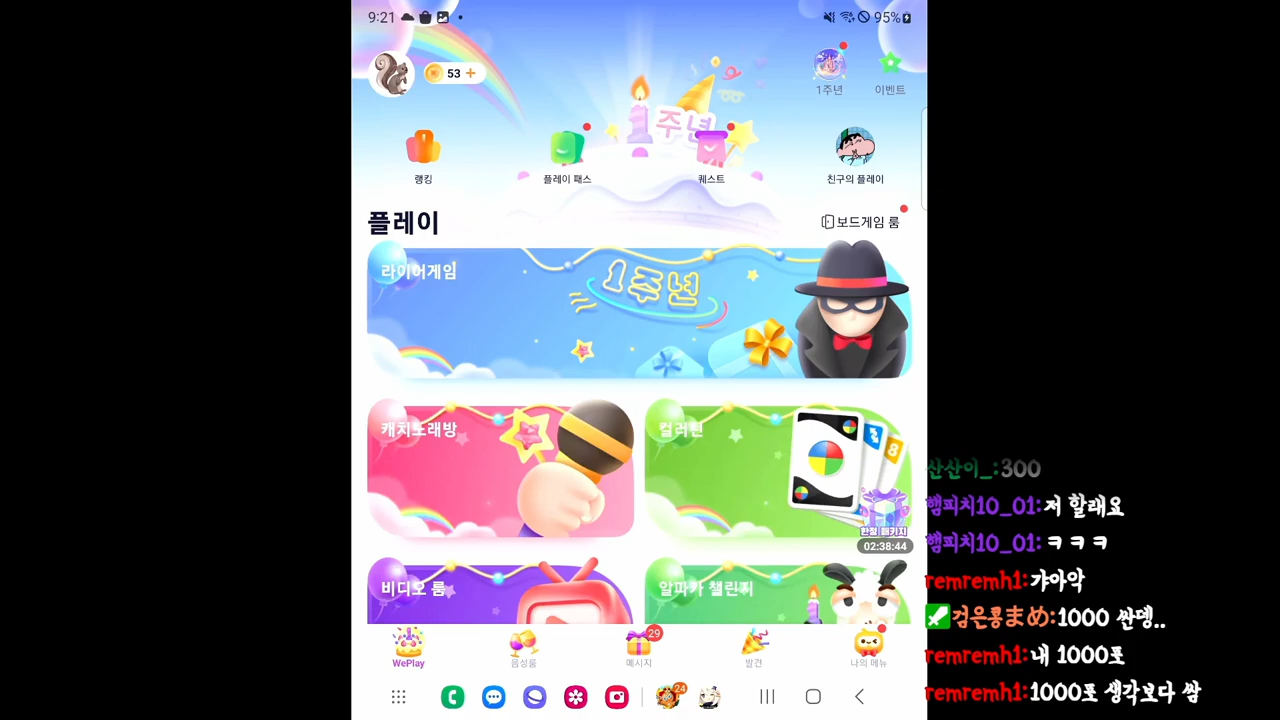 9:21
95%
53
1주년
이벤트
1주년
랭킹
플레이 패스
퀘스트
친구의 플레이
플레이
보드게임 룸
라이어게임
1주년
캐치노래방
컬러펀
한정 패키지
02:38:44
비디오 룸
알파카 챌린지
WePlay
음성룸
29
메시지
발견
나의 메뉴
24
산산이_:300
햄피치10_01:저 할래요
햄피치10_01:ㅋㅋㅋ
remremh1:갸아악
검은콩まめ:1000 싼뎅..
remremh1:내 1000포
remremh1:1000포 생각보다 쌈